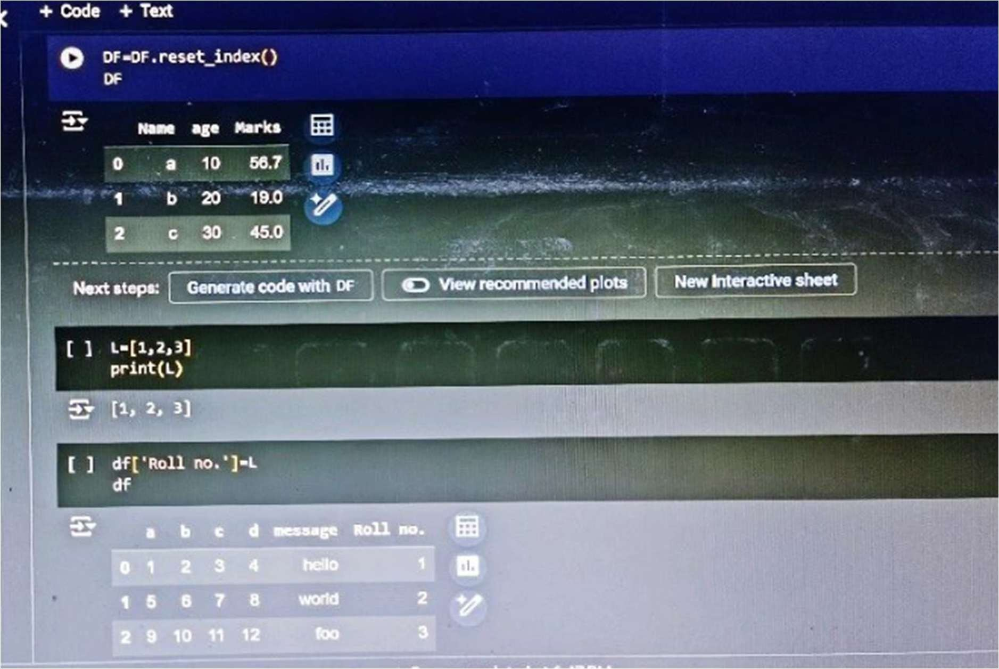 + Code + Text
DF=DF.reset_index()
DF
Name age Marks
0 a 10 56.7
1 b 20 19.0
2 c 30 45.0
Next steps: Generate code with DF View recommended plots New interactive sheet
[ ] L=[1,2,3]
print(L)
[1, 2, 3]
[ ] df['Roll no.']=L
df
a b c d message Roll no.
0 1 2 3 4 hello 1
1 5 6 7 8 world 2
2 9 10 11 12 foo 3